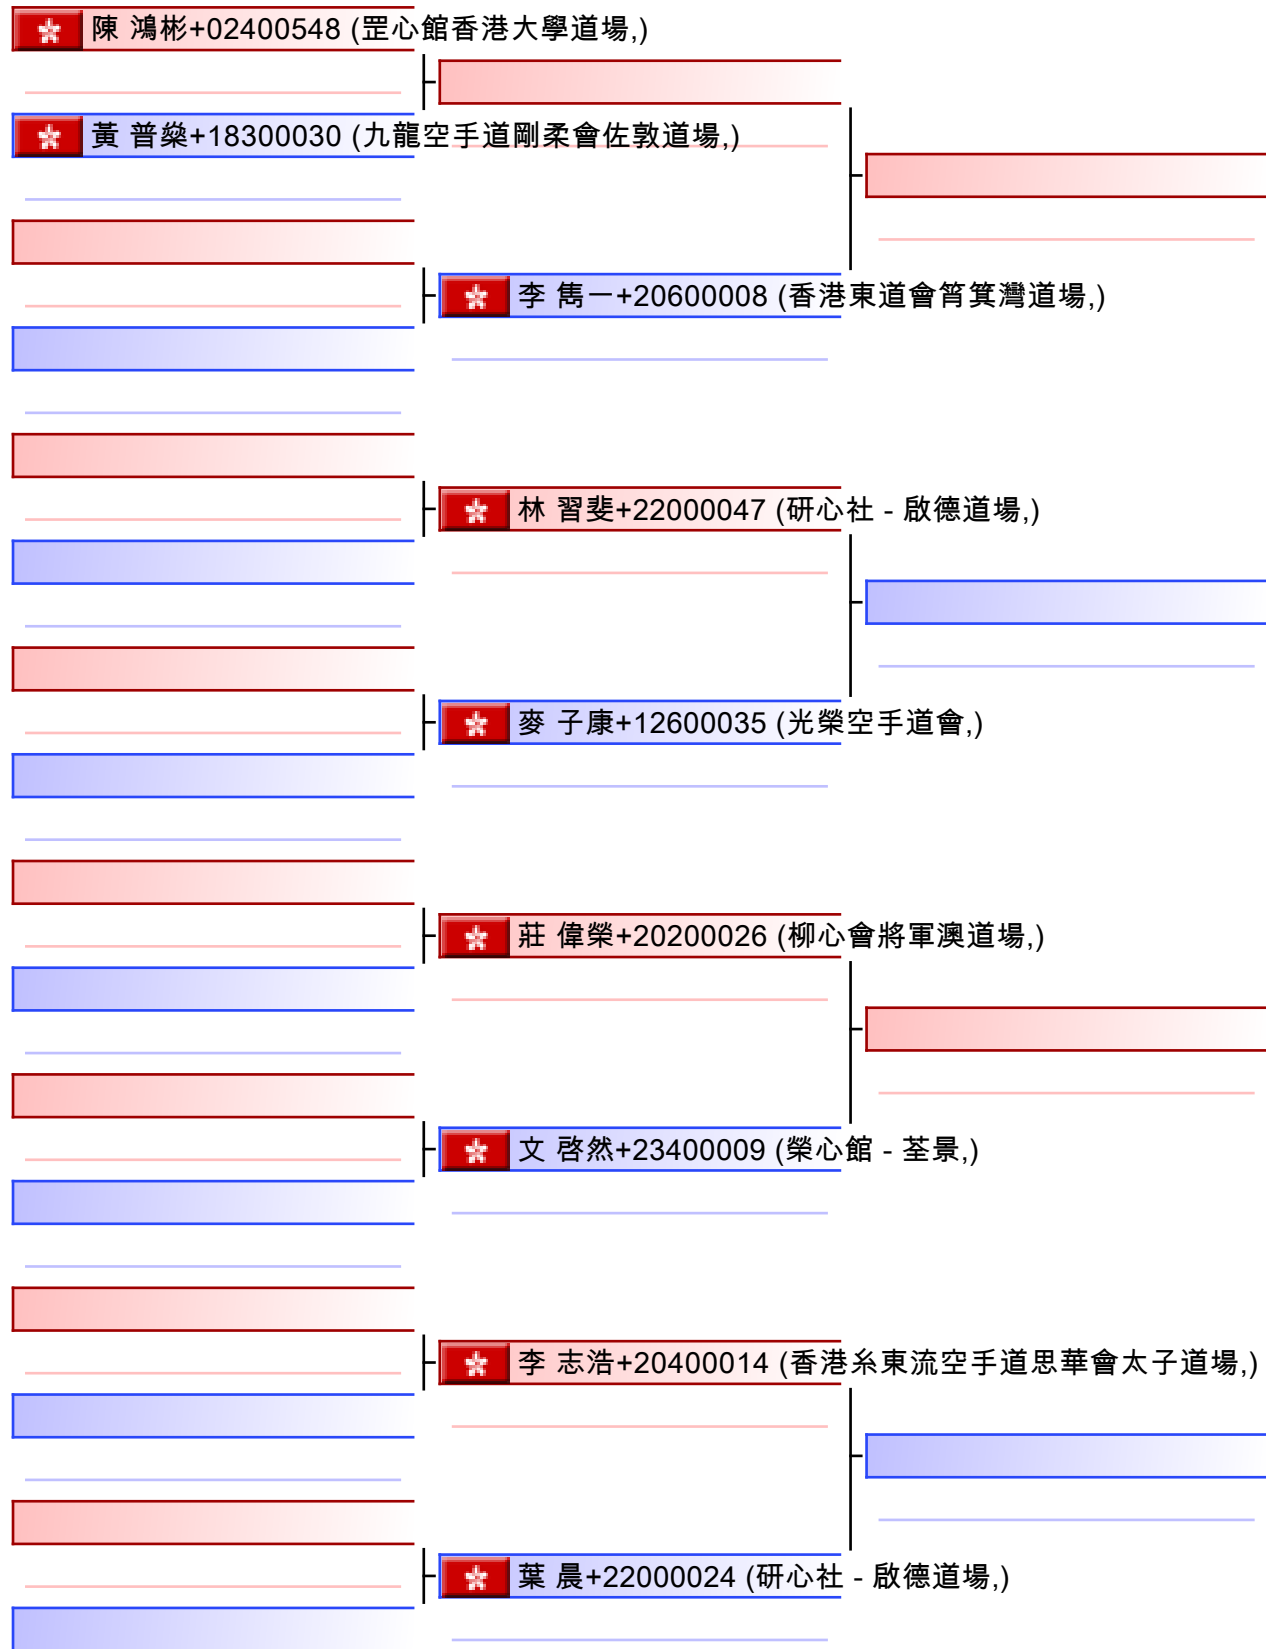 陳 鴻彬+02400548 (罡心館香港大學道場,)
黃 普燊+18300030 (九龍空手道剛柔會佐敦道場,)
李 雋一+20600008 (香港東道會筲箕灣道場,)
林 習斐+22000047 (研心社 - 啟德道場,)
麥 子康+12600035 (光榮空手道會,)
莊 偉榮+20200026 (柳心會將軍澳道場,)
文 啓然+23400009 (榮心館 - 荃景,)
李 志浩+20400014 (香港糸東流空手道思華會太子道場,)
葉 晨+22000024 (研心社 - 啟德道場,)